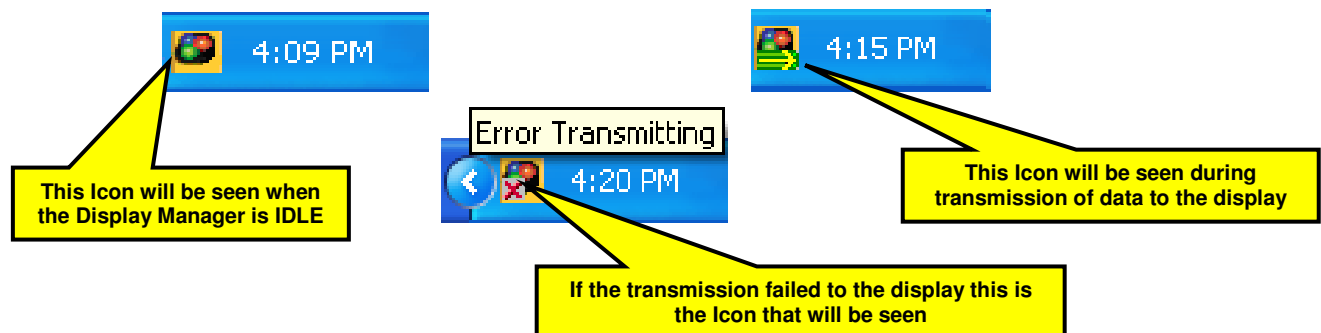 4:09 PM
This Icon will be seen when
the Display Manager is IDLE
Error Transmitting
4:20 PM
If the transmission failed to the display this is
the Icon that will be seen
4:15 PM
This Icon will be seen during
transmission of data to the display